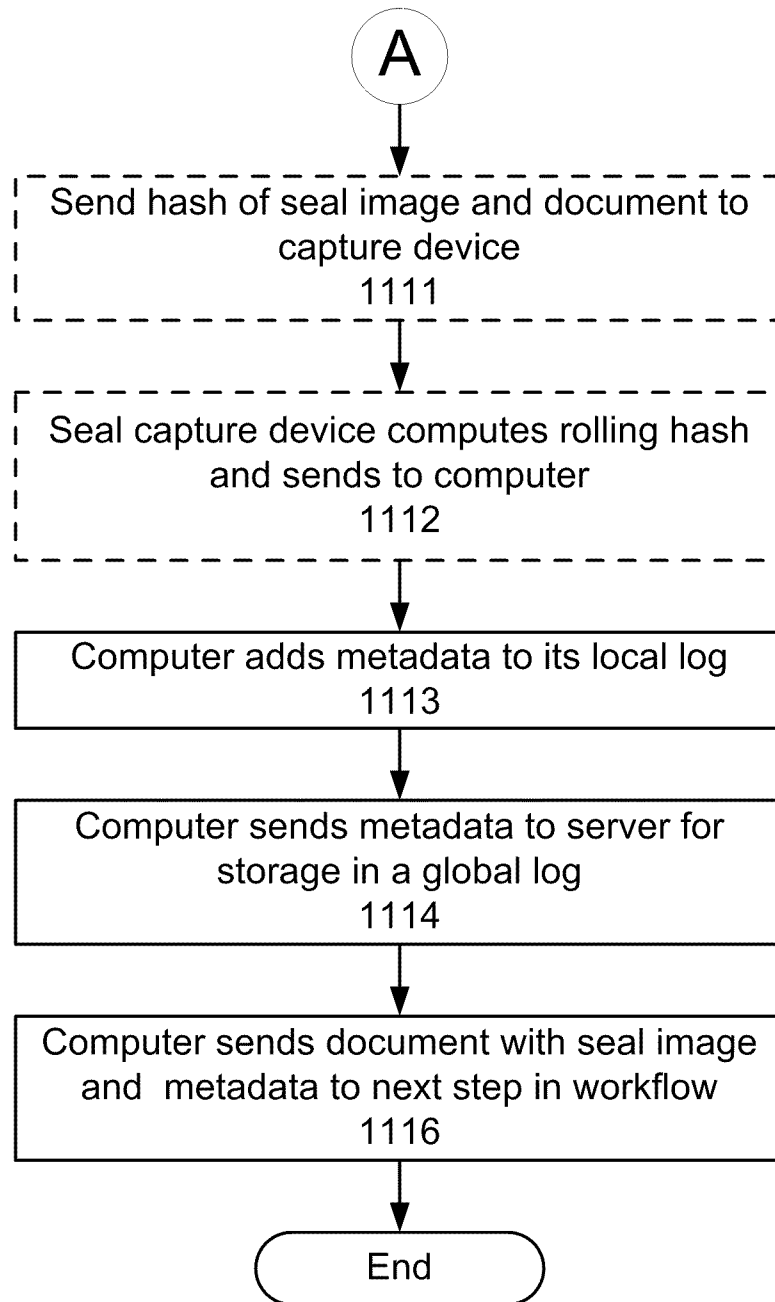 A
Send hash of seal image and document to
capture device
1111
Seal capture device computes rolling hash
and sends to computer
1112
Computer adds metadata to its local log
1113
Computer sends metadata to server for
storage in a global log
1114
Computer sends document with seal image
and  metadata to next step in workflow
1116
End